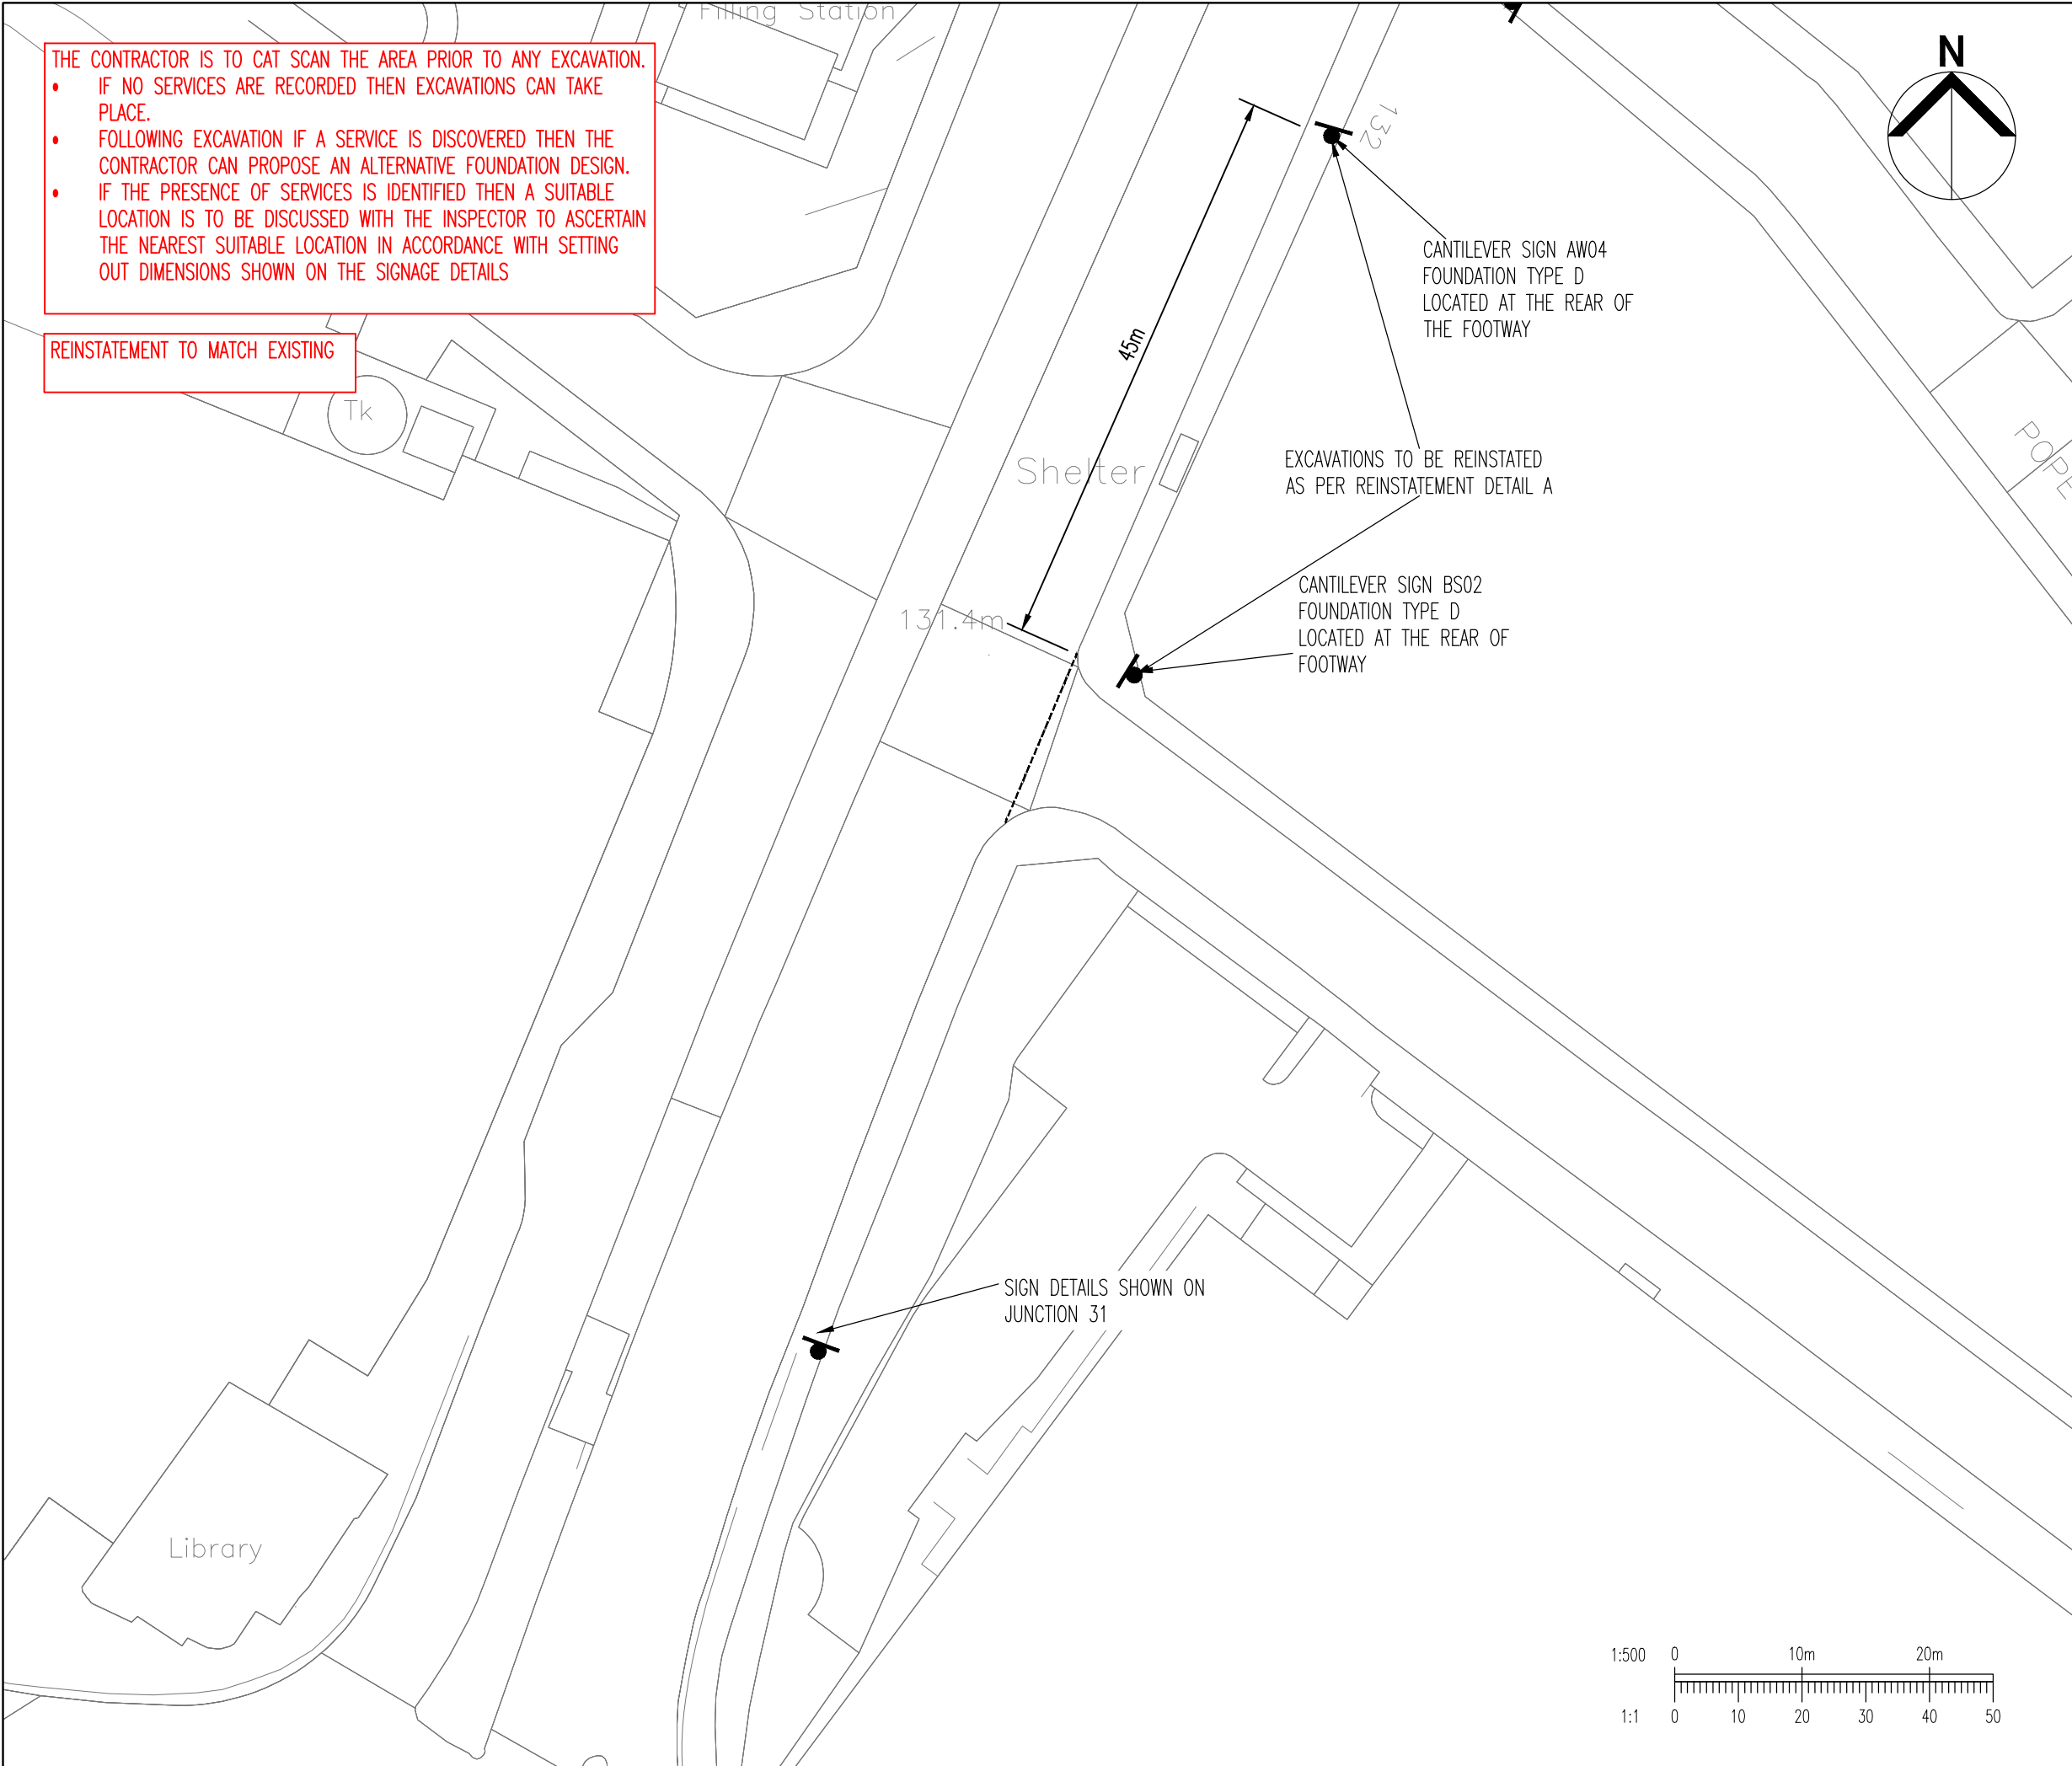 Filling Station
THE CONTRACTOR IS TO CAT SCAN THE AREA PRIOR TO ANY EXCAVATION.
• IF NO SERVICES ARE RECORDED THEN EXCAVATIONS CAN TAKE
PLACE.
• FOLLOWING EXCAVATION IF A SERVICE IS DISCOVERED THEN THE
CONTRACTOR CAN PROPOSE AN ALTERNATIVE FOUNDATION DESIGN.
• IF THE PRESENCE OF SERVICES IS IDENTIFIED THEN A SUITABLE
LOCATION IS TO BE DISCUSSED WITH THE INSPECTOR TO ASCERTAIN
THE NEAREST SUITABLE LOCATION IN ACCORDANCE WITH SETTING
OUT DIMENSIONS SHOWN ON THE SIGNAGE DETAILS
REINSTATEMENT TO MATCH EXISTING
N
132
CANTILEVER SIGN AW04
FOUNDATION TYPE D
LOCATED AT THE REAR OF
THE FOOTWAY
45m
Tk
Shelter
POPE
EXCAVATIONS TO BE REINSTATED
AS PER REINSTATEMENT DETAIL A
131.4m
CANTILEVER SIGN BS02
FOUNDATION TYPE D
LOCATED AT THE REAR OF
FOOTWAY
SIGN DETAILS SHOWN ON
JUNCTION 31
Library
1:500 0 10m 20m
1:1 0 10 20 30 40 50